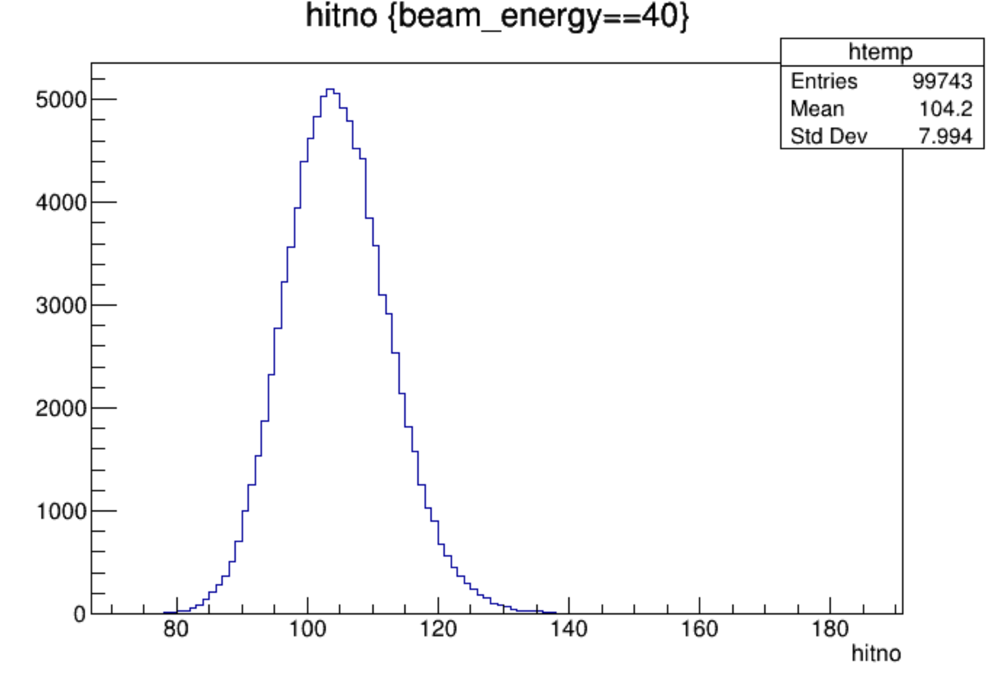 hitno {beam_energy==40}
htemp
Entries 99743
Mean 104.2
Std Dev 7.994
5000
4000
3000
2000
1000
0
80 100 120 140 160 180
hitno